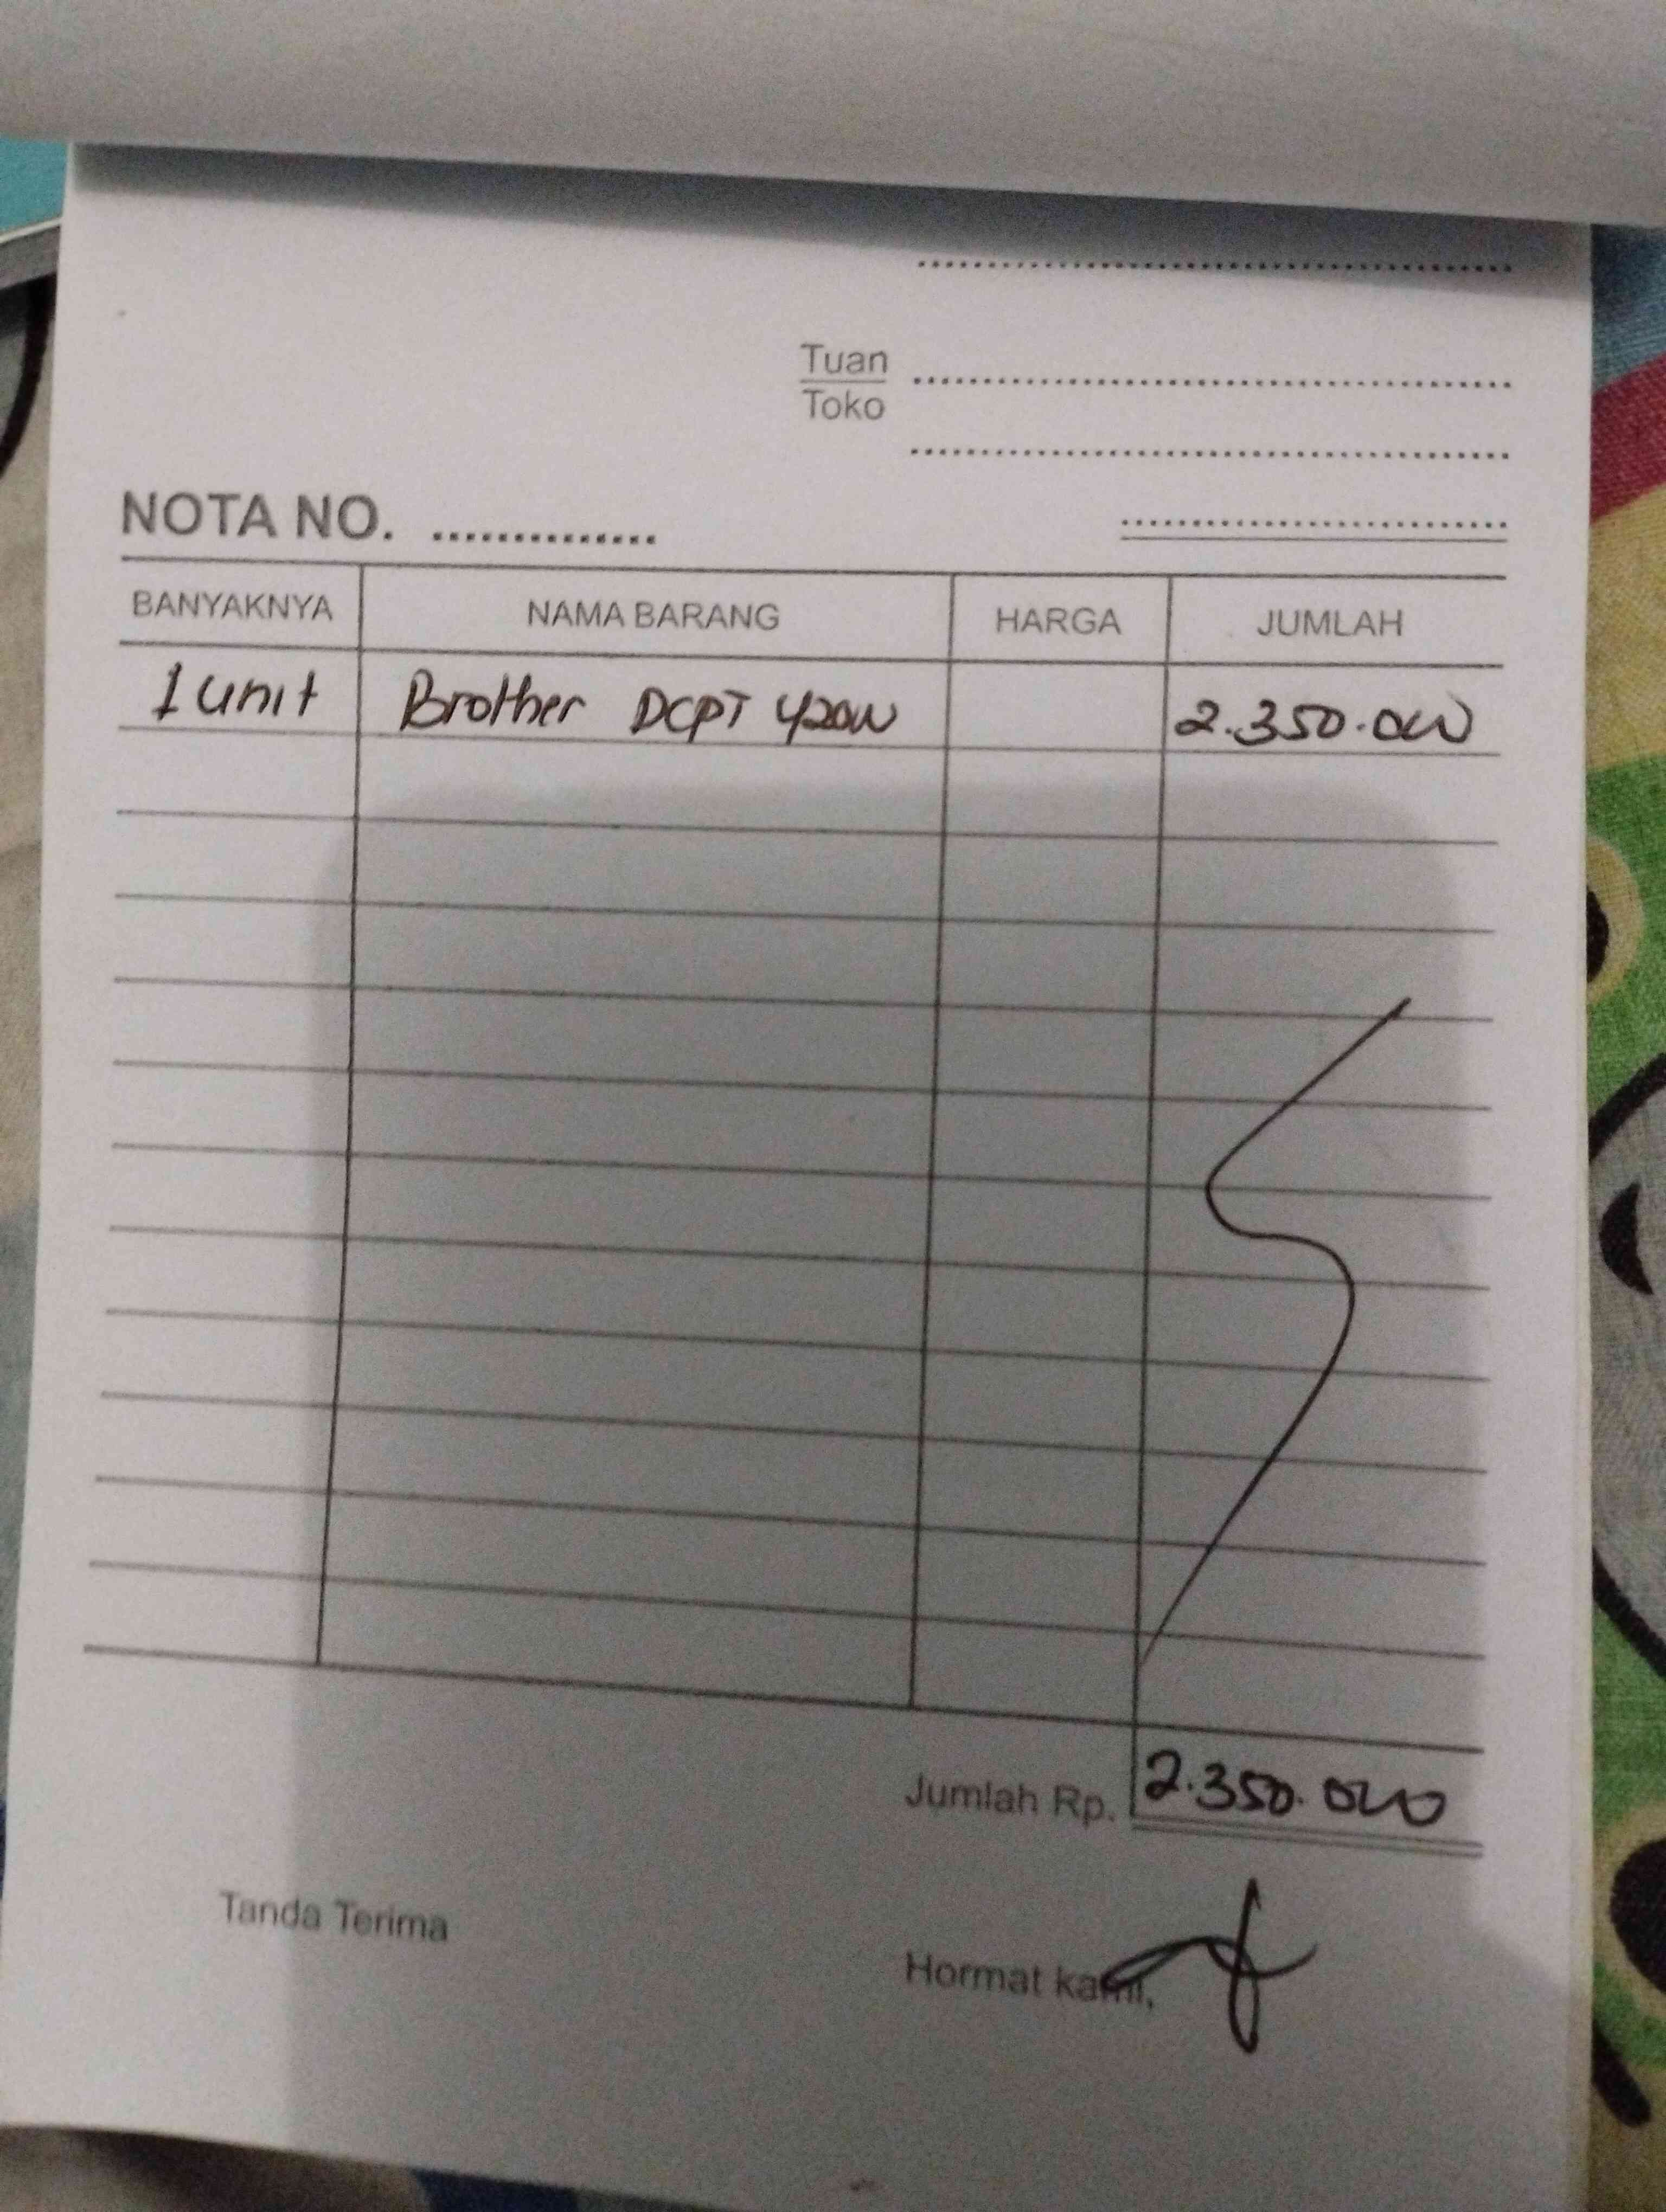 Tuan
Toko
NOTA NO. ..............
BANYAKNYA NAMA BARANG HARGA JUMLAH
1 unit Brother DCPT 420W 2.350.000
Jumlah Rp. 2.350.000
Tanda Terima
Hormat kami,